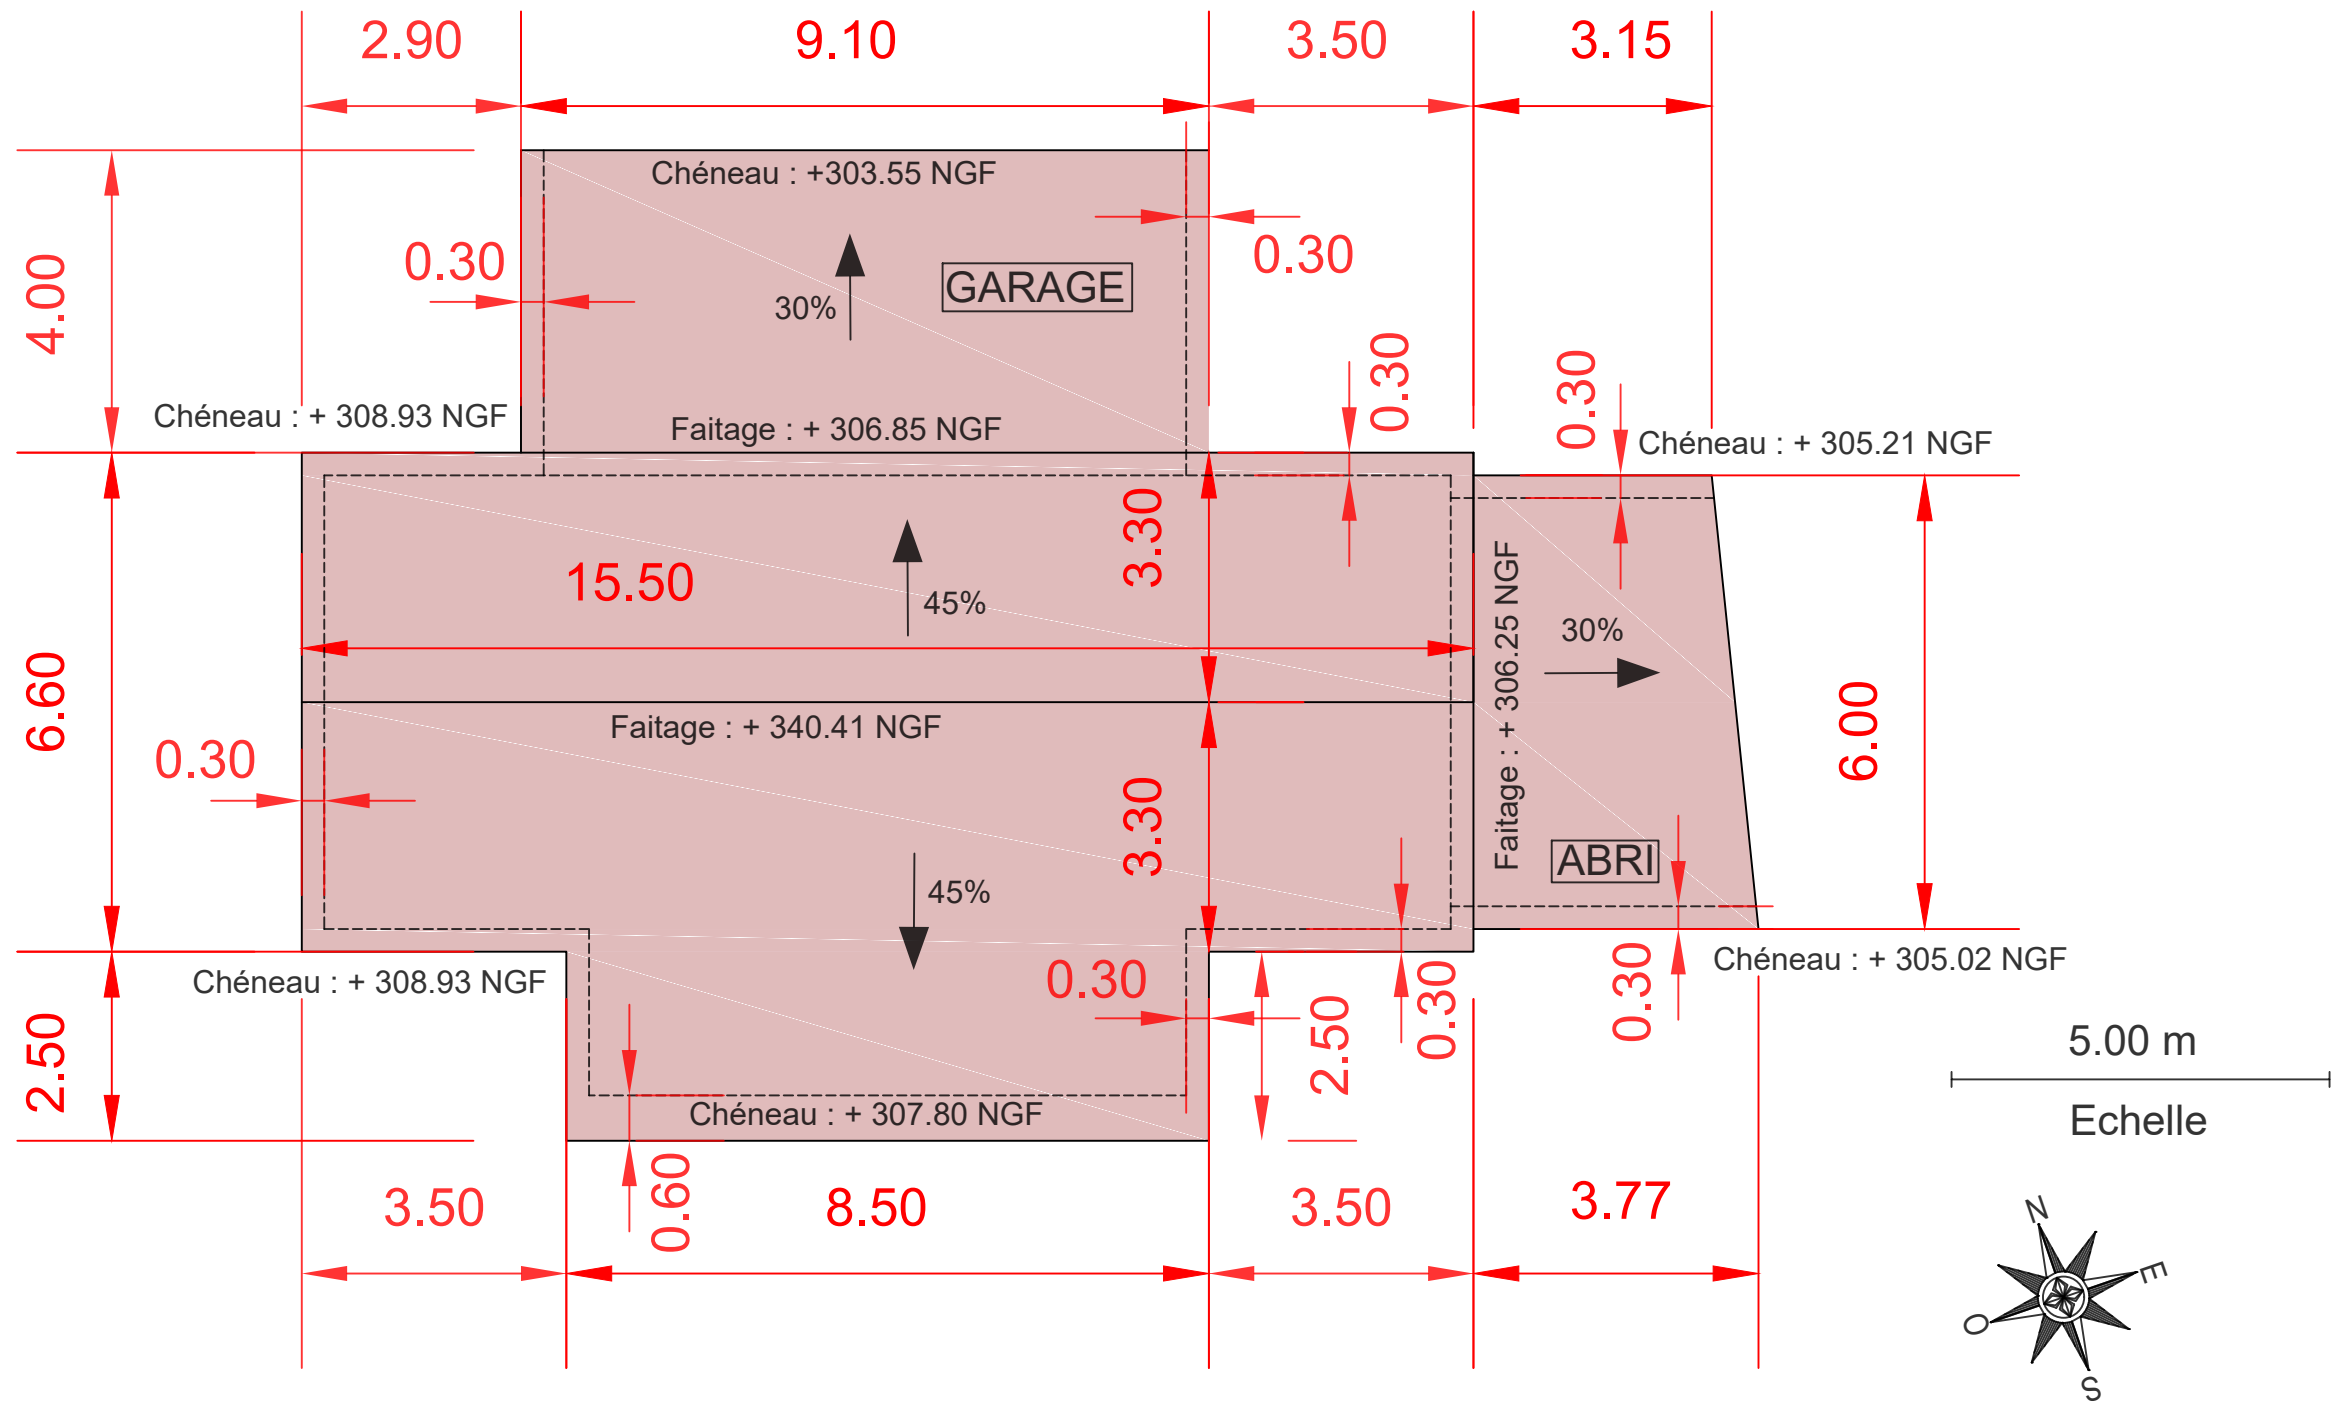 2.90
9.10
3.50
3.15
Chéneau : +303.55 NGF
4.00
0.30
0.30
GARAGE
30%
0.30
0.30
Chéneau : + 308.93 NGF
Faitage : + 306.85 NGF
Chéneau : + 305.21 NGF
3.30
15.50
45%
Faitage : + 306.25 NGF
30%
6.60
6.00
Faitage : + 340.41 NGF
0.30
3.30
ABRI
45%
Chéneau : + 308.93 NGF
0.30
0.30
0.30
Chéneau : + 305.02 NGF
2.50
2.50
5.00 m
Chéneau : + 307.80 NGF
Echelle
0.60
3.50
8.50
3.50
3.77
N
E
O
S